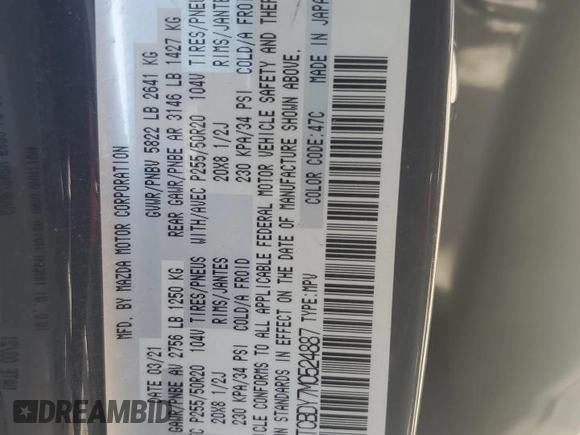 MFD. BY MAZDA MOTOR CORPORATION
DATE 03/21 GVWR/PNBV 5822 LB 2641 KG
GAWR/PNBE AV 2756 LB 1250 KG REAR GAWR/PNBE AR 3146 LB 1427 KG
P255/50R20 104V TIRES/PNEUS WITH/AVEC P255/50R20 104V TIRES/PNEUS
20X8 1/2J RIMS/JANTES 20X8 1/2J RIMS/JANTES
230 KPA/34 PSI COLD/A FROID 230 KPA/34 PSI COLD/A FROID
CONFORMS TO ALL APPLICABLE FEDERAL MOTOR VEHICLE SAFETY AND
STANDARDS IN EFFECT ON THE DATE OF MANUFACTURE SHOWN ABOVE.
TCBDY7M0524887 TYPE:MPV COLOR CODE:47C MADE IN JAPAN